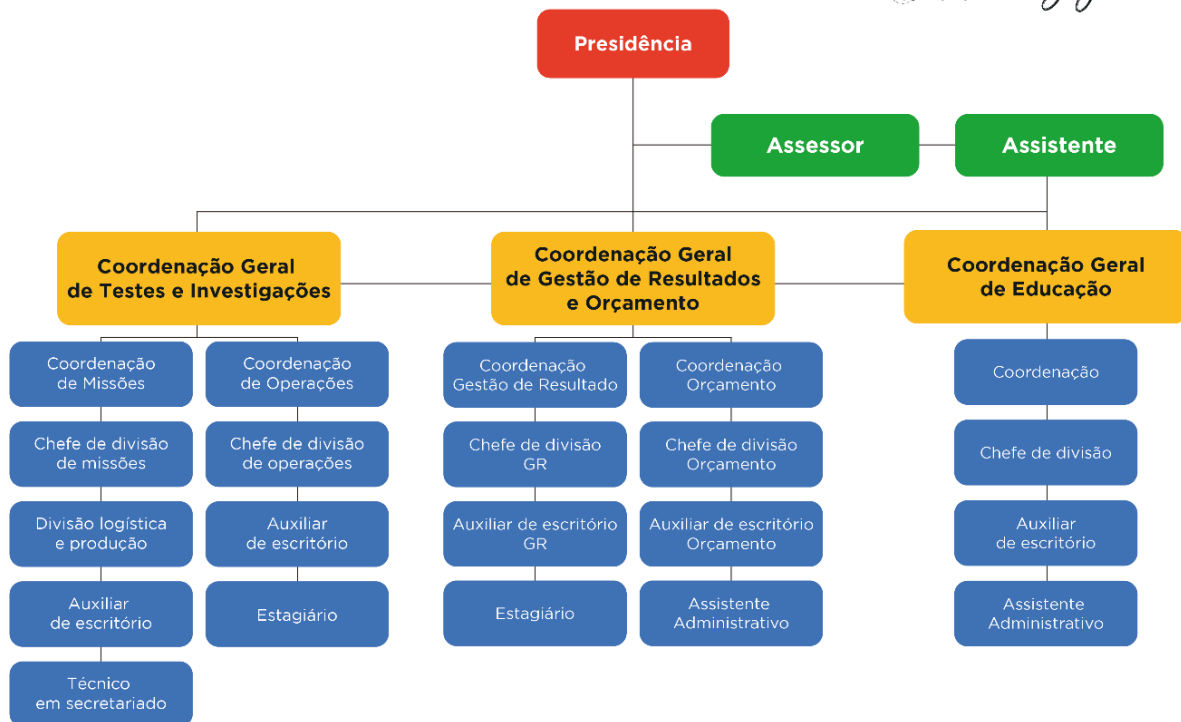 Presidência
Assessor
Assistente
Coordenação Geral
de Testes e Investigações
Coordenação Geral
de Gestão de Resultados
e Orçamento
Coordenação Geral
de Educação
Coordenação
de Missões
Chefe de divisão
de missões
Divisão logística
e produção
Auxiliar
de escritório
Técnico
em secretariado
Coordenação
de Operações
Chefe de divisão
de operações
Auxiliar
de escritório
Estagiário
Coordenação
Gestão de Resultado
Chefe de divisão
GR
Auxiliar de escritório
GR
Estagiário
Coordenação
Orçamento
Chefe de divisão
Orçamento
Auxiliar de escritório
Orçamento
Assistente
Administrativo
Coordenação
Chefe de divisão
Auxiliar
de escritório
Assistente
Administrativo